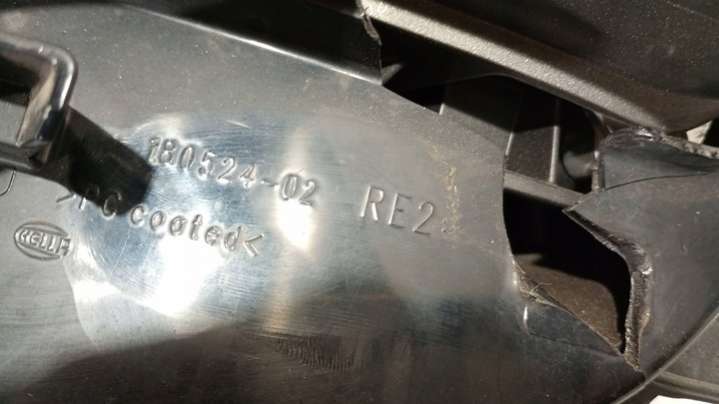 180524-02 RE2
>PC coated<
HELLA